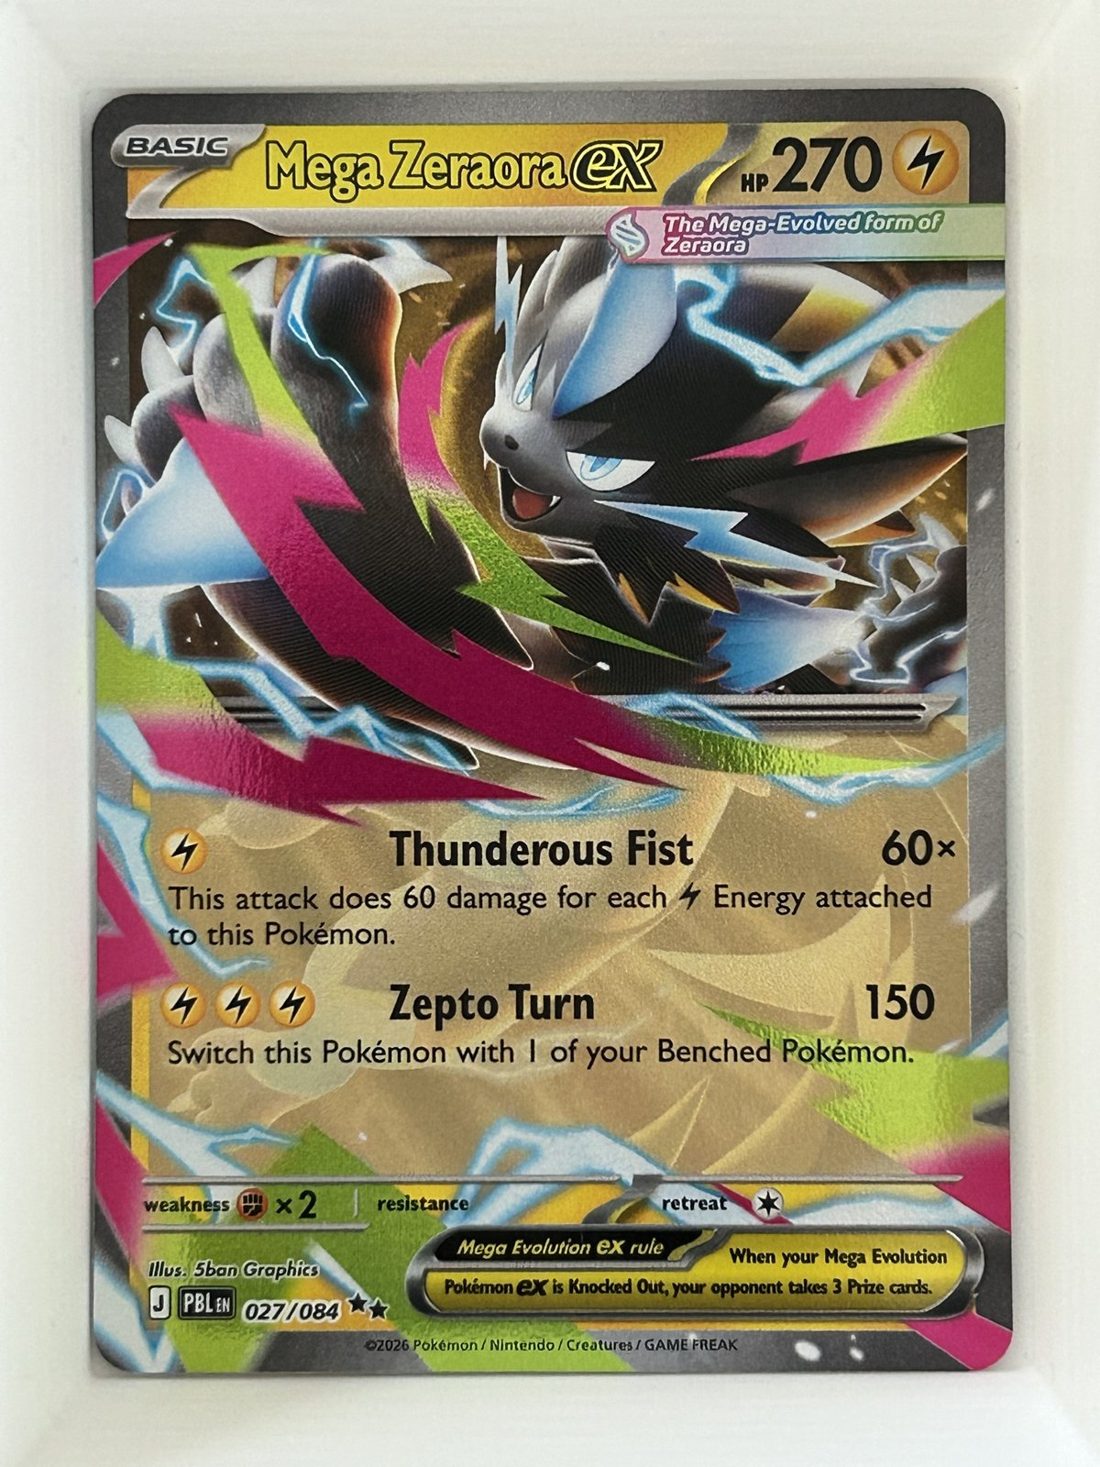 BASIC
Mega Zeraora ex HP 270
The Mega-Evolved form of
Zeraora
Thunderous Fist 60×
This attack does 60 damage for each Energy attached
to this Pokémon.
Zepto Turn 150
Switch this Pokémon with 1 of your Benched Pokémon.
weakness ×2 resistance retreat
Mega Evolution ex rule When your Mega Evolution
Pokémon ex is Knocked Out, your opponent takes 3 Prize cards.
Illus. 5ban Graphics
J PBL EN 027/084
©2026 Pokémon / Nintendo / Creatures / GAME FREAK